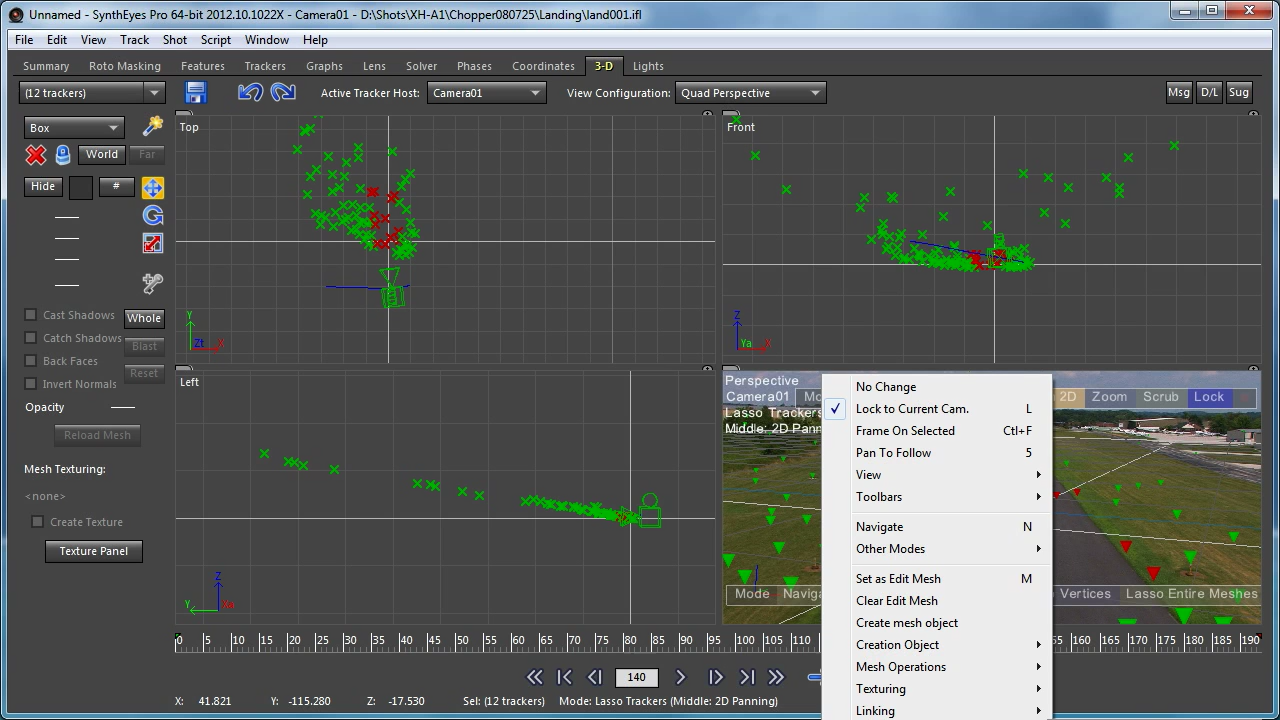 Unnamed - SynthEyes Pro 64-bit 2012.10.1022X - Camera01 - D:\Shots\XH-A1\Chopper080725\Landing\land001.ifl
File Edit View Track Shot Script Window Help
Summary Roto Masking Features Trackers Graphs Lens Solver Phases Coordinates 3-D Lights
(12 trackers) Active Tracker Host: Camera01 View Configuration: Quad Perspective Msg D/L Sug
Box
World Far
Hide #
Cast Shadows Whole
Catch Shadows Blast
Back Faces Reset
Invert Normals
Opacity
Reload Mesh
Mesh Texturing:
<none>
Create Texture
Texture Panel
Top
Y
Zt X
Front
Z
Ya X
Left
Z
Y Xa
Perspective
Camera01 2D Zoom Scrub Lock
Lasso Trackers
Middle: 2D Pann
Mode Naviga Vertices Lasso Entire Meshes
No Change
Lock to Current Cam. L
Frame On Selected Ctl+F
Pan To Follow 5
View
Toolbars
Navigate N
Other Modes
Set as Edit Mesh M
Clear Edit Mesh
Create mesh object
Creation Object
Mesh Operations
Texturing
Linking
0 5 10 15 20 25 30 35 40 45 50 55 60 65 70 75 80 85 90 95 100 105 110 115 160 165 170 175 180 185 190
140
X: 41.821 Y: -115.280 Z: -17.530 Sel: (12 trackers) Mode: Lasso Trackers (Middle: 2D Panning)